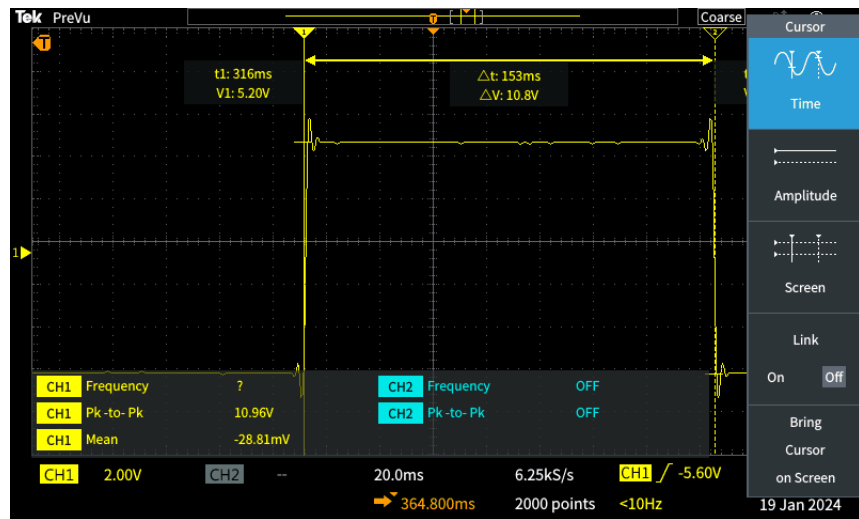 Tek PreVu
T
Coarse
Cursor
1
2
T
t1: 316ms
V1: 5.20V
△t: 153ms
△V: 10.8V
Time
Amplitude
1
Screen
Link
On Off
CH1 Frequency ?
CH2 Frequency OFF
CH1 Pk -to- Pk 10.96V
CH2 Pk -to- Pk OFF
CH1 Mean -28.81mV
Bring
Cursor
on Screen
CH1 2.00V CH2 -- 20.0ms 6.25kS/s CH1 -5.60V
364.800ms 2000 points <10Hz 19 Jan 2024